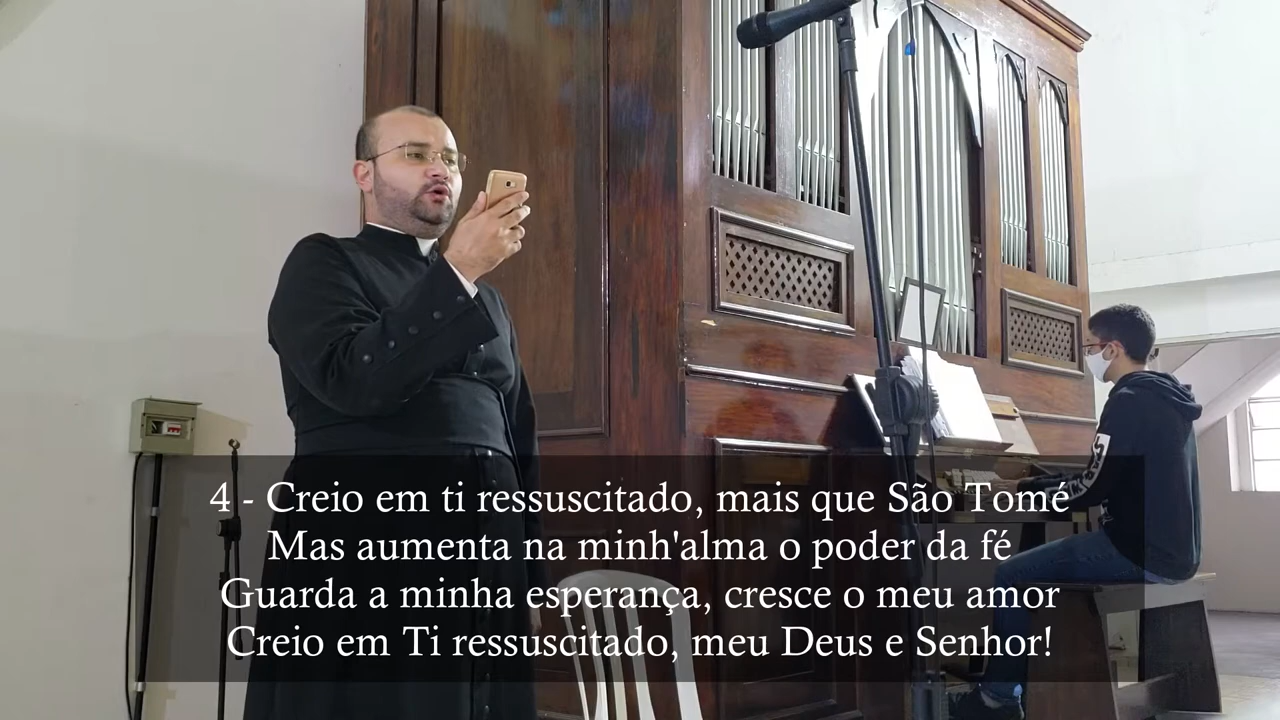 4 - Creio em ti ressuscitado, mais que São Tomé
Mas aumenta na minh'alma o poder da fé
Guarda a minha esperança, cresce o meu amor
Creio em Ti ressuscitado, meu Deus e Senhor!